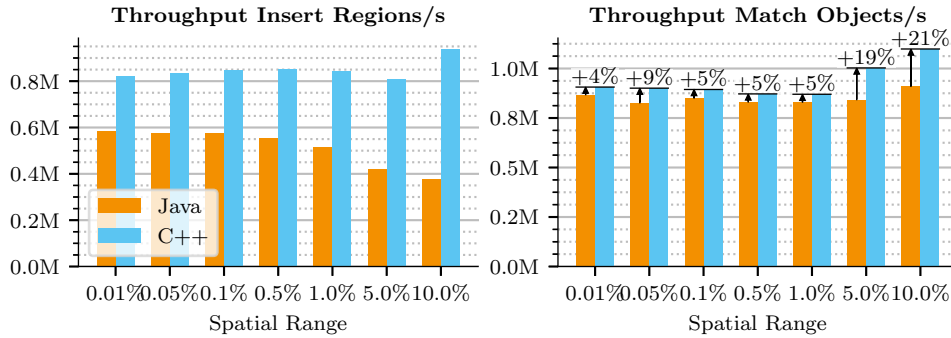 Throughput Insert Regions/s
0.8M
0.6M
0.4M
0.2M
0.0M
Java
C++
0.01%
0.05%
0.1%
0.5%
1.0%
5.0%
10.0%
Spatial Range
Throughput Match Objects/s
1.0M
0.8M
0.5M
0.2M
0.0M
+4%
+9%
+5%
+5%
+5%
+19%
+21%
0.01%
0.05%
0.1%
0.5%
1.0%
5.0%
10.0%
Spatial Range